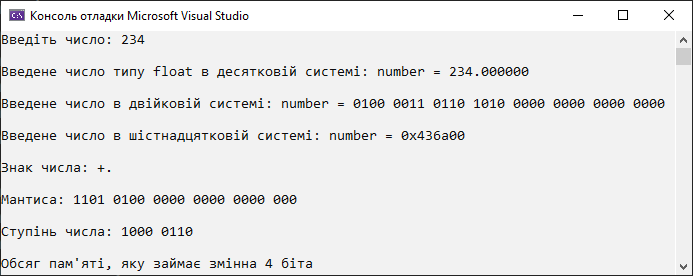 Консоль отладки Microsoft Visual Studio
Введіть число: 234
Введене число типу float в десятковій системі: number = 234.000000
Введене число в двійковій системі: number = 0100 0011 0110 1010 0000 0000 0000 0000
Введене число в шістнадцятковій системі: number = 0x436a00
Знак числа: +.
Мантиса: 1101 0100 0000 0000 0000 000
Ступінь числа: 1000 0110
Обсяг пам'яті, яку займає змінна 4 біта